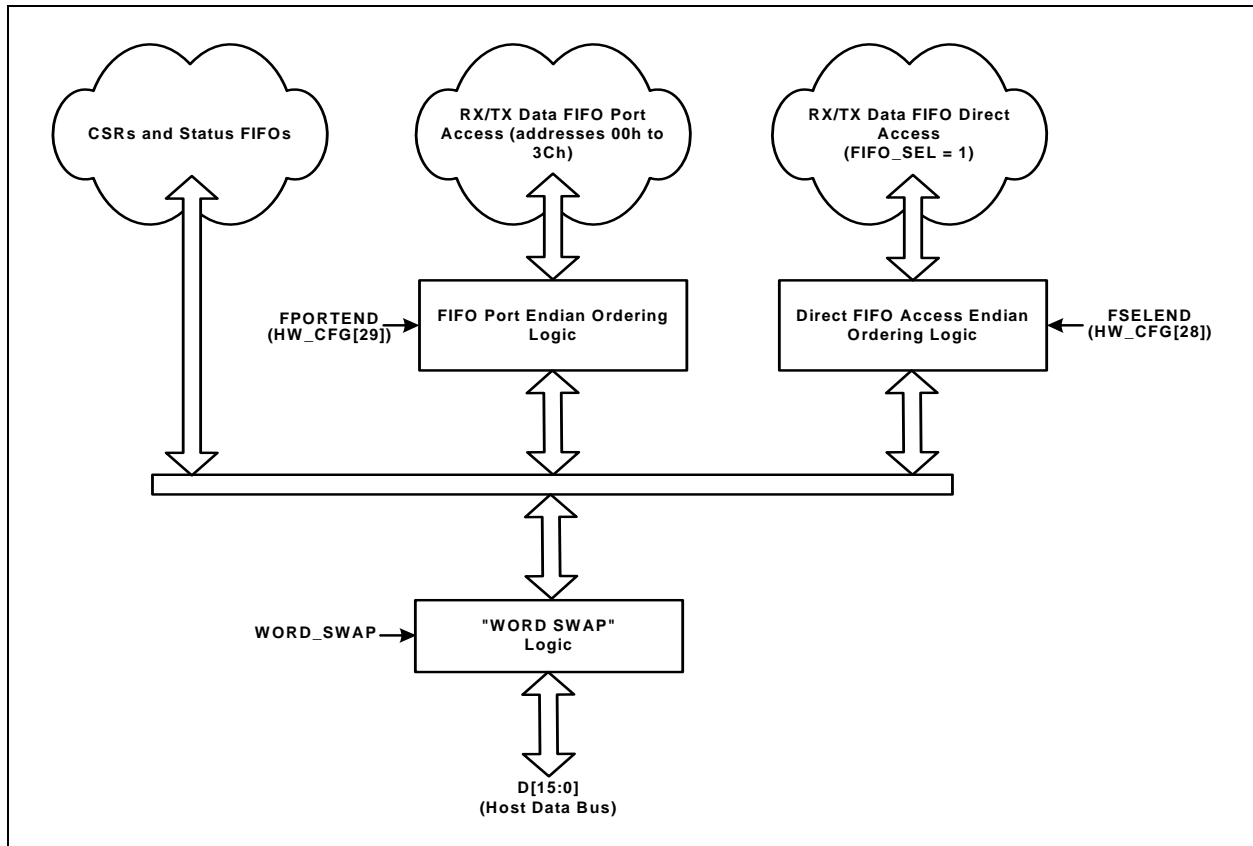 CSRs and Status FIFOs
RX/TX Data FIFO Port
Access (addresses 00h to
3Ch)
RX/TX Data FIFO Direct
Access
(FIFO_SEL = 1)
FPORTEND
(HW_CFG[29])
FIFO Port Endian Ordering
Logic
Direct FIFO Access Endian
Ordering Logic
FSELEND
(HW_CFG[28])
WORD_SWAP
"WORD SWAP"
Logic
D[15:0]
(Host Data Bus)